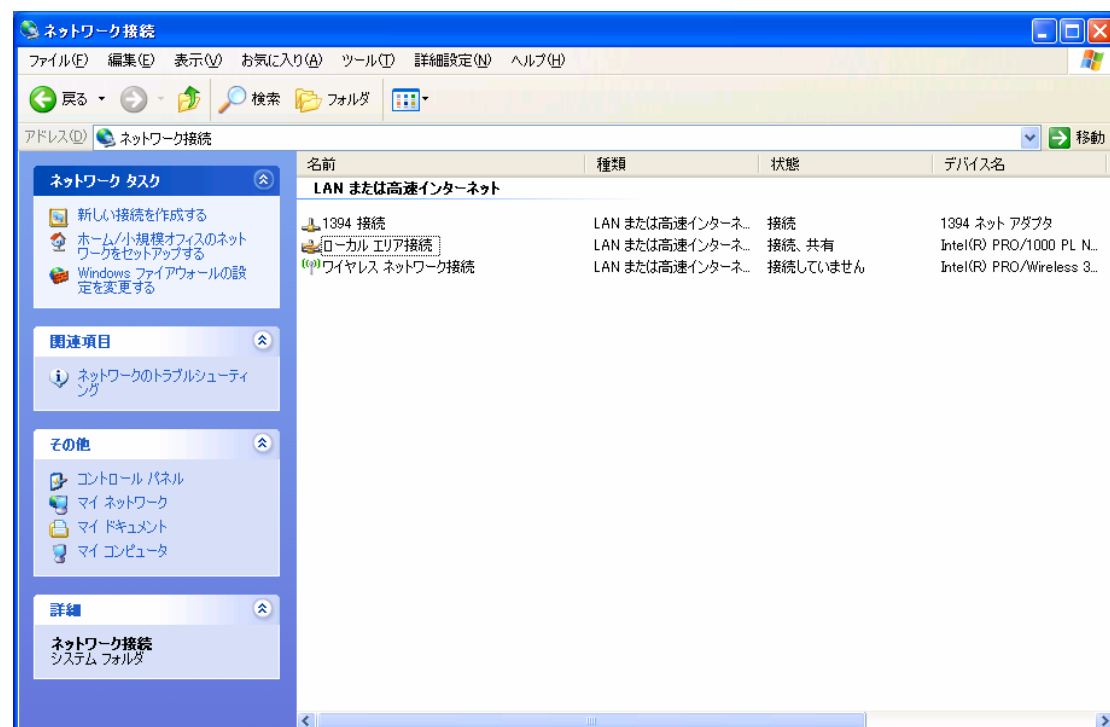 ネットワーク接続
ファイル(F) 編集(E) 表示(V) お気に入り(A) ツール(T) 詳細設定(N) ヘルプ(H)
戻る 検索 フォルダ
アドレス(D) ネットワーク接続 移動
ネットワーク タスク
新しい接続を作成する
ホーム/小規模オフィスのネット
ワークをセットアップする
Windows ファイアウォールの設
定を変更する
関連項目
ネットワークのトラブルシューティ
ング
その他
コントロール パネル
マイ ネットワーク
マイ ドキュメント
マイ コンピュータ
詳細
ネットワーク接続
システム フォルダ
名前 種類 状態 デバイス名
LAN または高速インターネット
1394 接続 LAN または高速インターネ... 接続 1394 ネット アダプタ
ローカル エリア接続 LAN または高速インターネ... 接続、共有 Intel(R) PRO/1000 PL N...
ワイヤレス ネットワーク接続 LAN または高速インターネ... 接続していません Intel(R) PRO/Wireless 3...